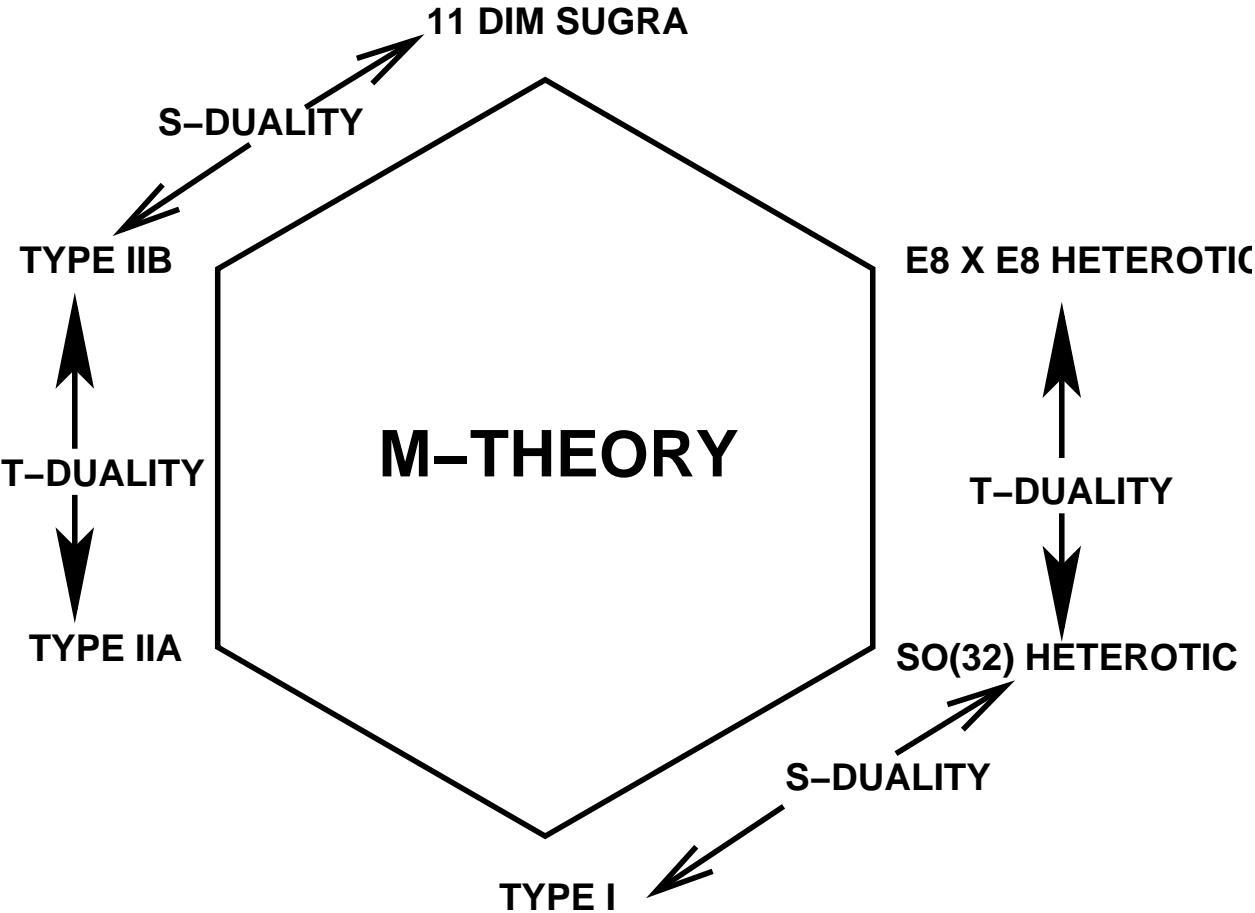 11 DIM SUGRA
S–DUALITY
TYPE IIB
E8 X E8 HETEROTIC
M–THEORY
T–DUALITY
T–DUALITY
TYPE IIA
SO(32) HETEROTIC
S–DUALITY
TYPE I